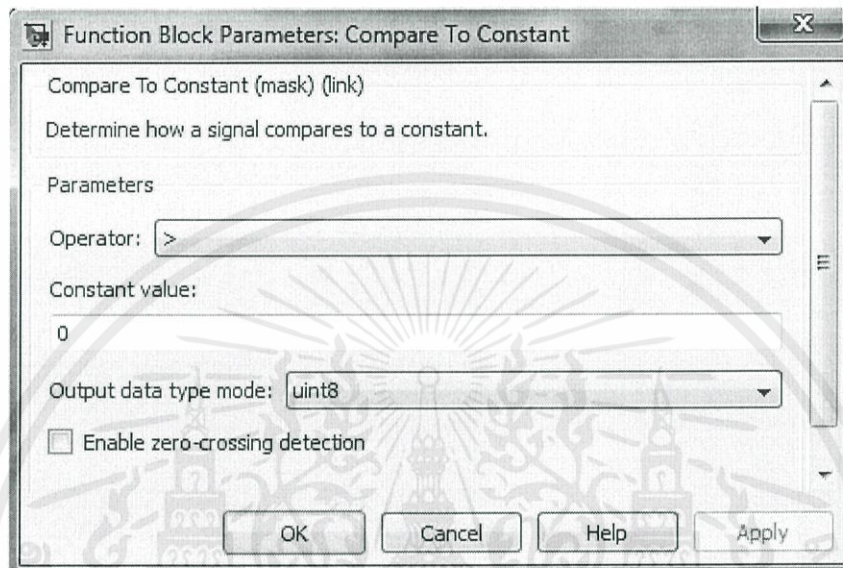 Function Block Parameters: Compare To Constant
Compare To Constant (mask) (link)
Determine how a signal compares to a constant.
Parameters
Operator: >
Constant value:
0
Output data type mode: uint8
Enable zero-crossing detection
OK Cancel Help Apply